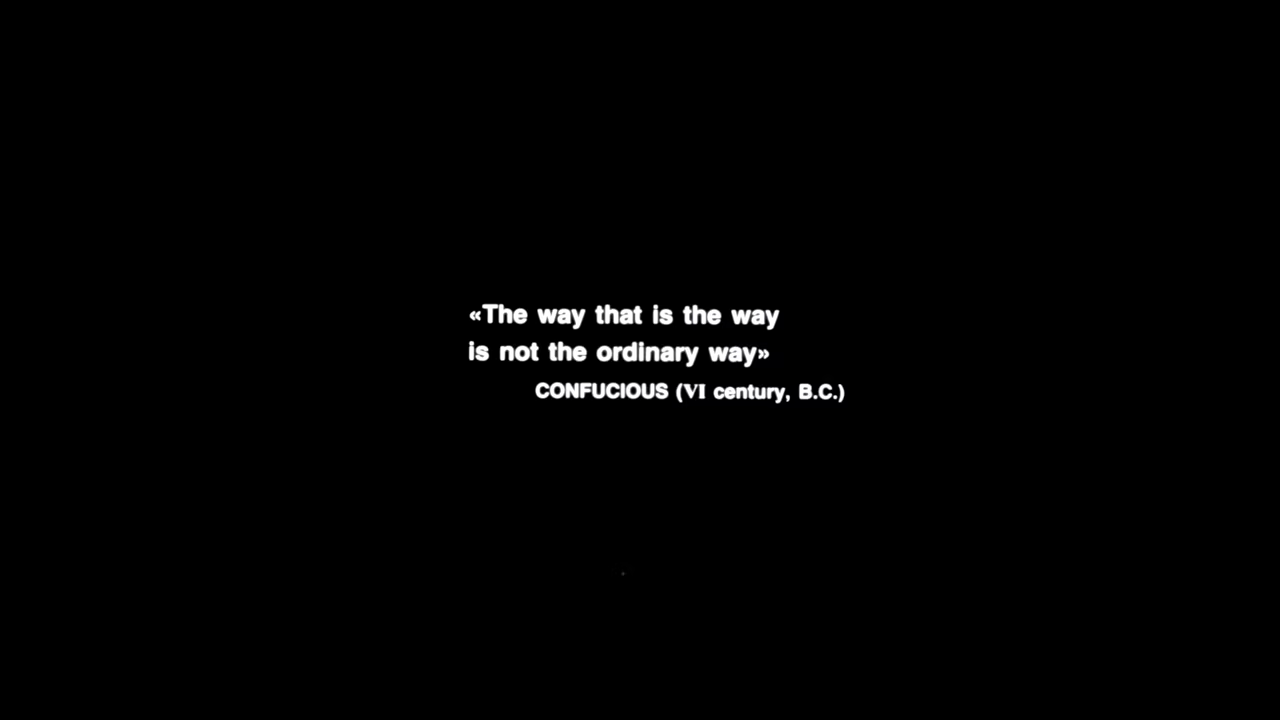 «The way that is the way
is not the ordinary way»
CONFUCIOUS (VI century, B.C.)